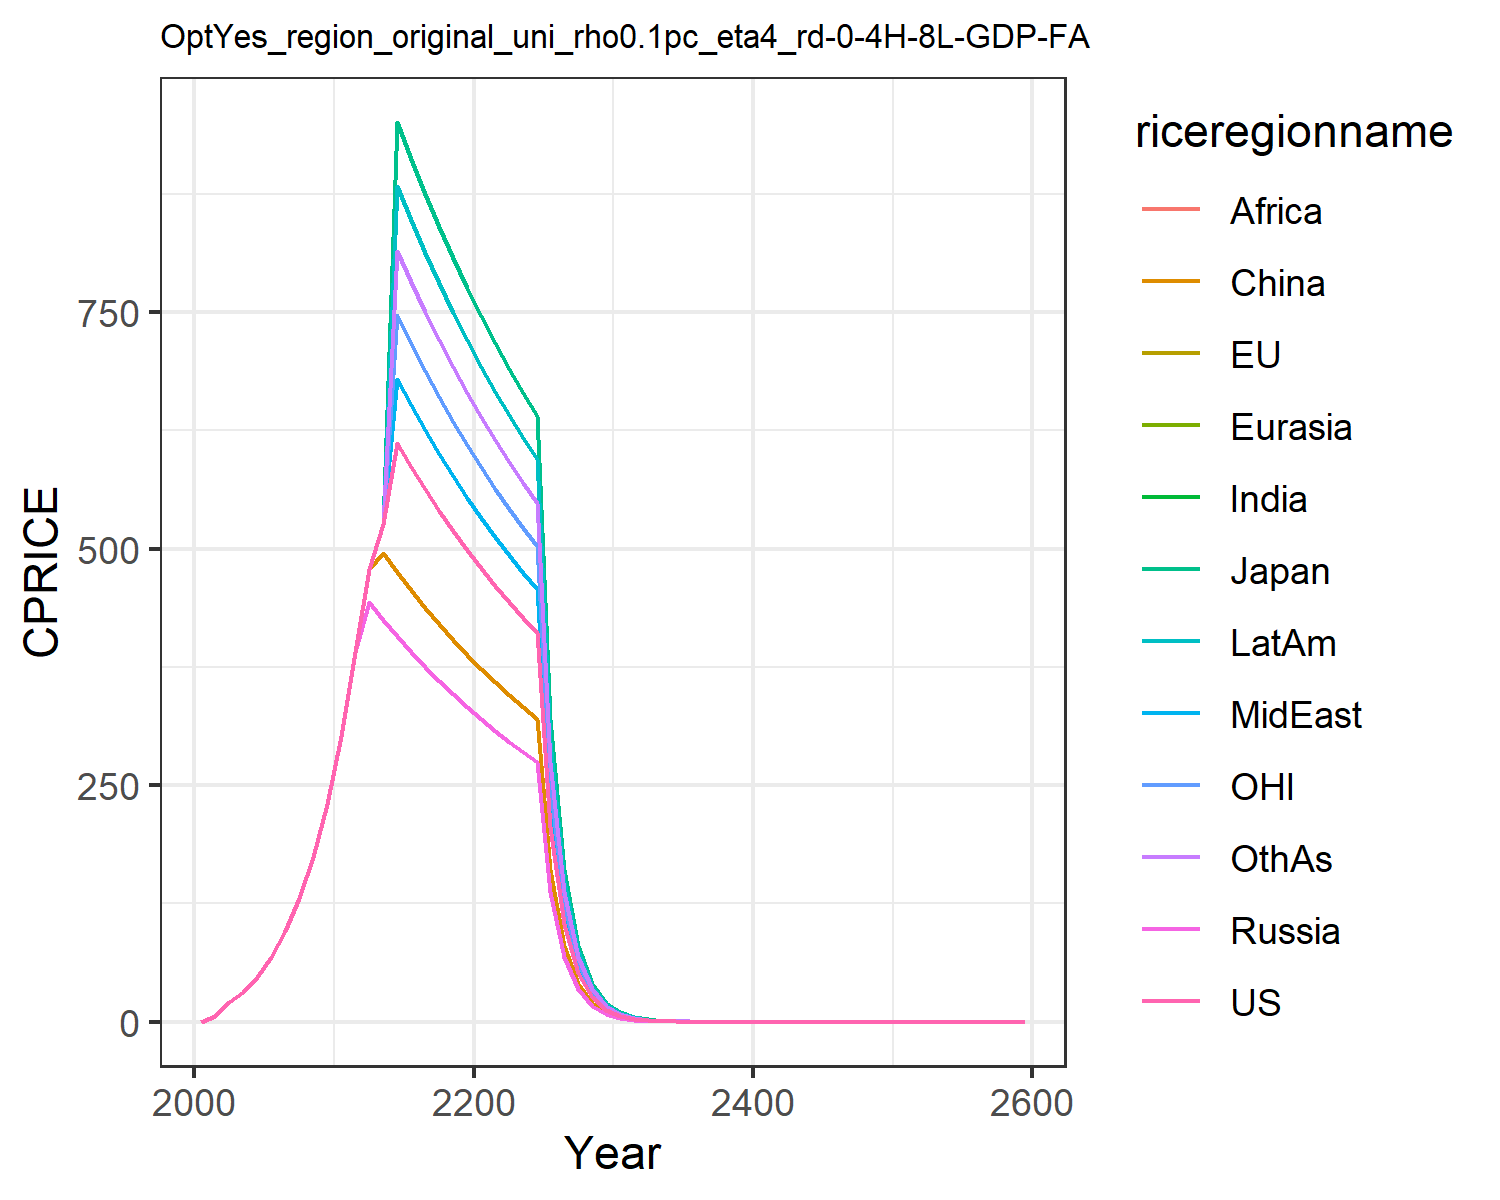 OptYes_region_original_uni_rho0.1pc_eta4_rd-0-4H-8L-GDP-FA
CPRICE
750
500
250
0
2000
2200
2400
2600
Year
riceregionname
Africa
China
EU
Eurasia
India
Japan
LatAm
MidEast
OHI
OthAs
Russia
US